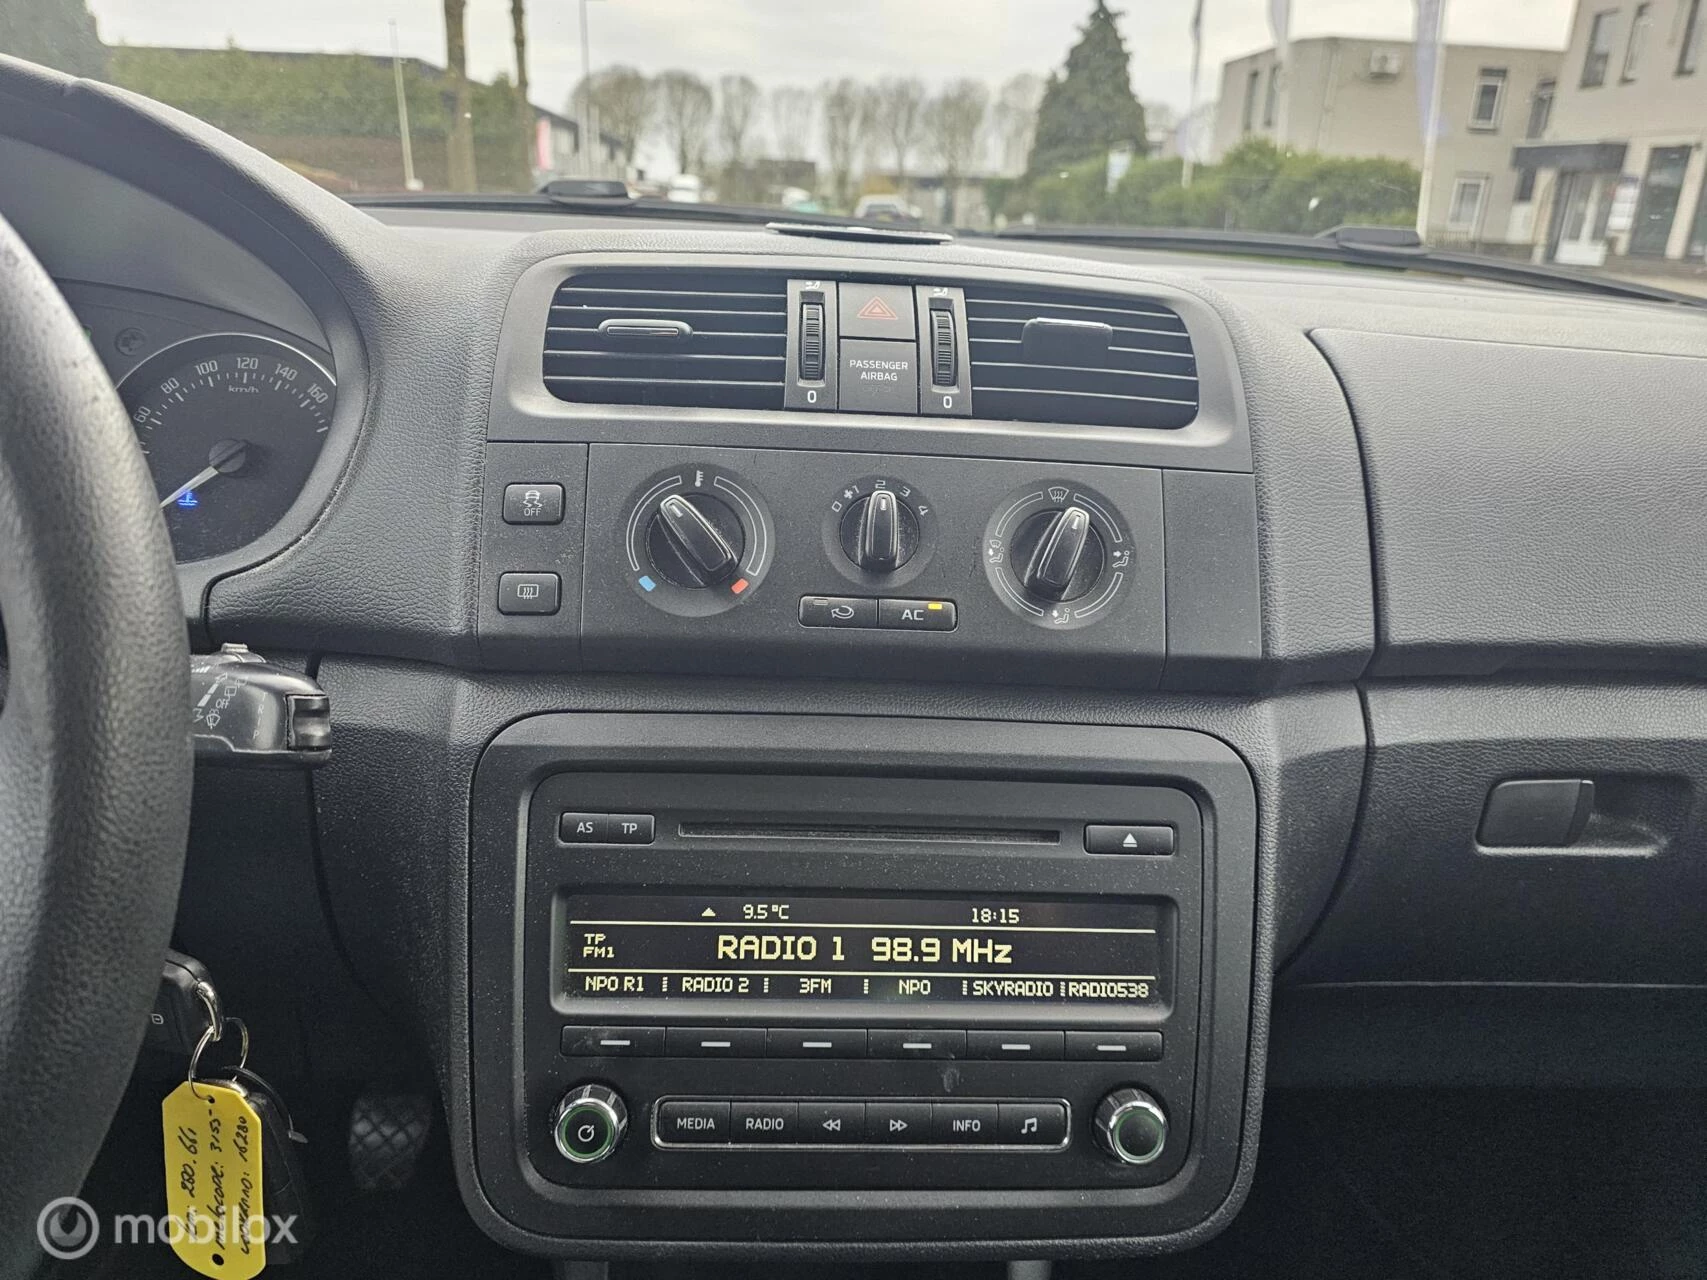 60 80 100 120 140 160
km/h
PASSENGER
AIRBAG
0
0
OFF
0 1 2 3 4
AC
AS TP
9.5°C 18:15
TP
FM1
RADIO 1 98.9 MHz
NPO R1 RADIO 2 3FM NPO SKYRADIO RADIO538
MEDIA RADIO INFO
mobilox